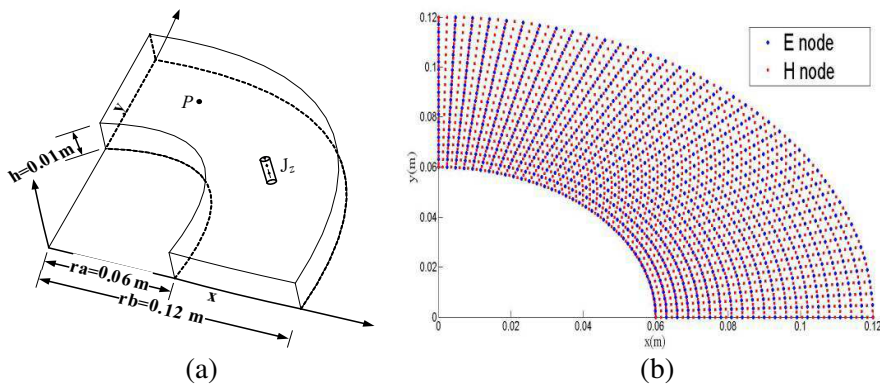 y
P
h=0.01 m
J_z
ra=0.06 m
x
rb=0.12 m
(a)
0.12
0.1
0.08
0.06
0.04
0.02
0
y(m)
E node
H node
0 0.02 0.04 0.06 0.08 0.1 0.12
x(m)
(b)